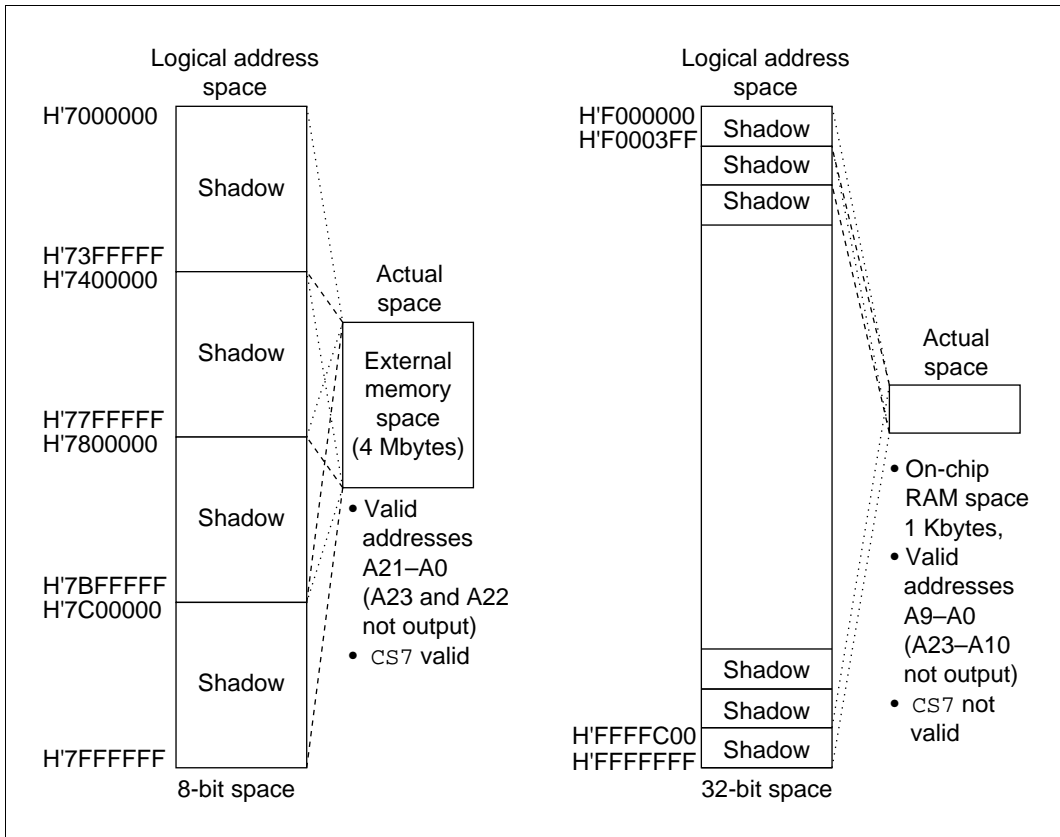 Logical address
space
H'7000000
Shadow
H'73FFFFF
H'7400000
Shadow
H'77FFFFF
H'7800000
Shadow
H'7BFFFFF
H'7C00000
Shadow
H'7FFFFFF
8-bit space
Actual
space
External
memory
space
(4 Mbytes)
• Valid
addresses
A21–A0
(A23 and A22
not output)
• CS7 valid
Logical address
space
H'F000000
H'F0003FF
Shadow
Shadow
Shadow
Shadow
Shadow
H'FFFFC00
H'FFFFFFF
Shadow
32-bit space
Actual
space
• On-chip
RAM space
1 Kbytes,
• Valid
addresses
A9–A0
(A23–A10
not output)
• CS7 not
valid